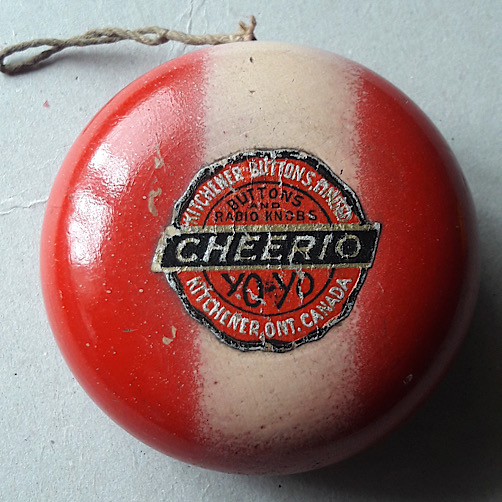 KITCHENER BUTTONS, LIMITED
BUTTONS
AND
RADIO KNOBS
CHEERIO
YO-YO
KITCHENER, ONT. CANADA